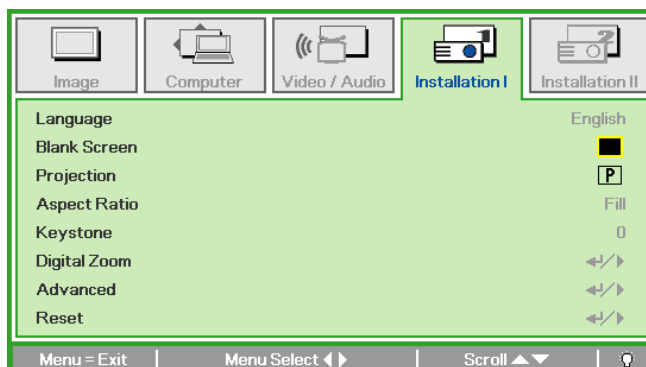 Image Computer Video / Audio Installation I Installation II
Language English
Blank Screen
Projection P
Aspect Ratio Fill
Keystone 0
Digital Zoom
Advanced
Reset
Menu = Exit Menu Select Scroll